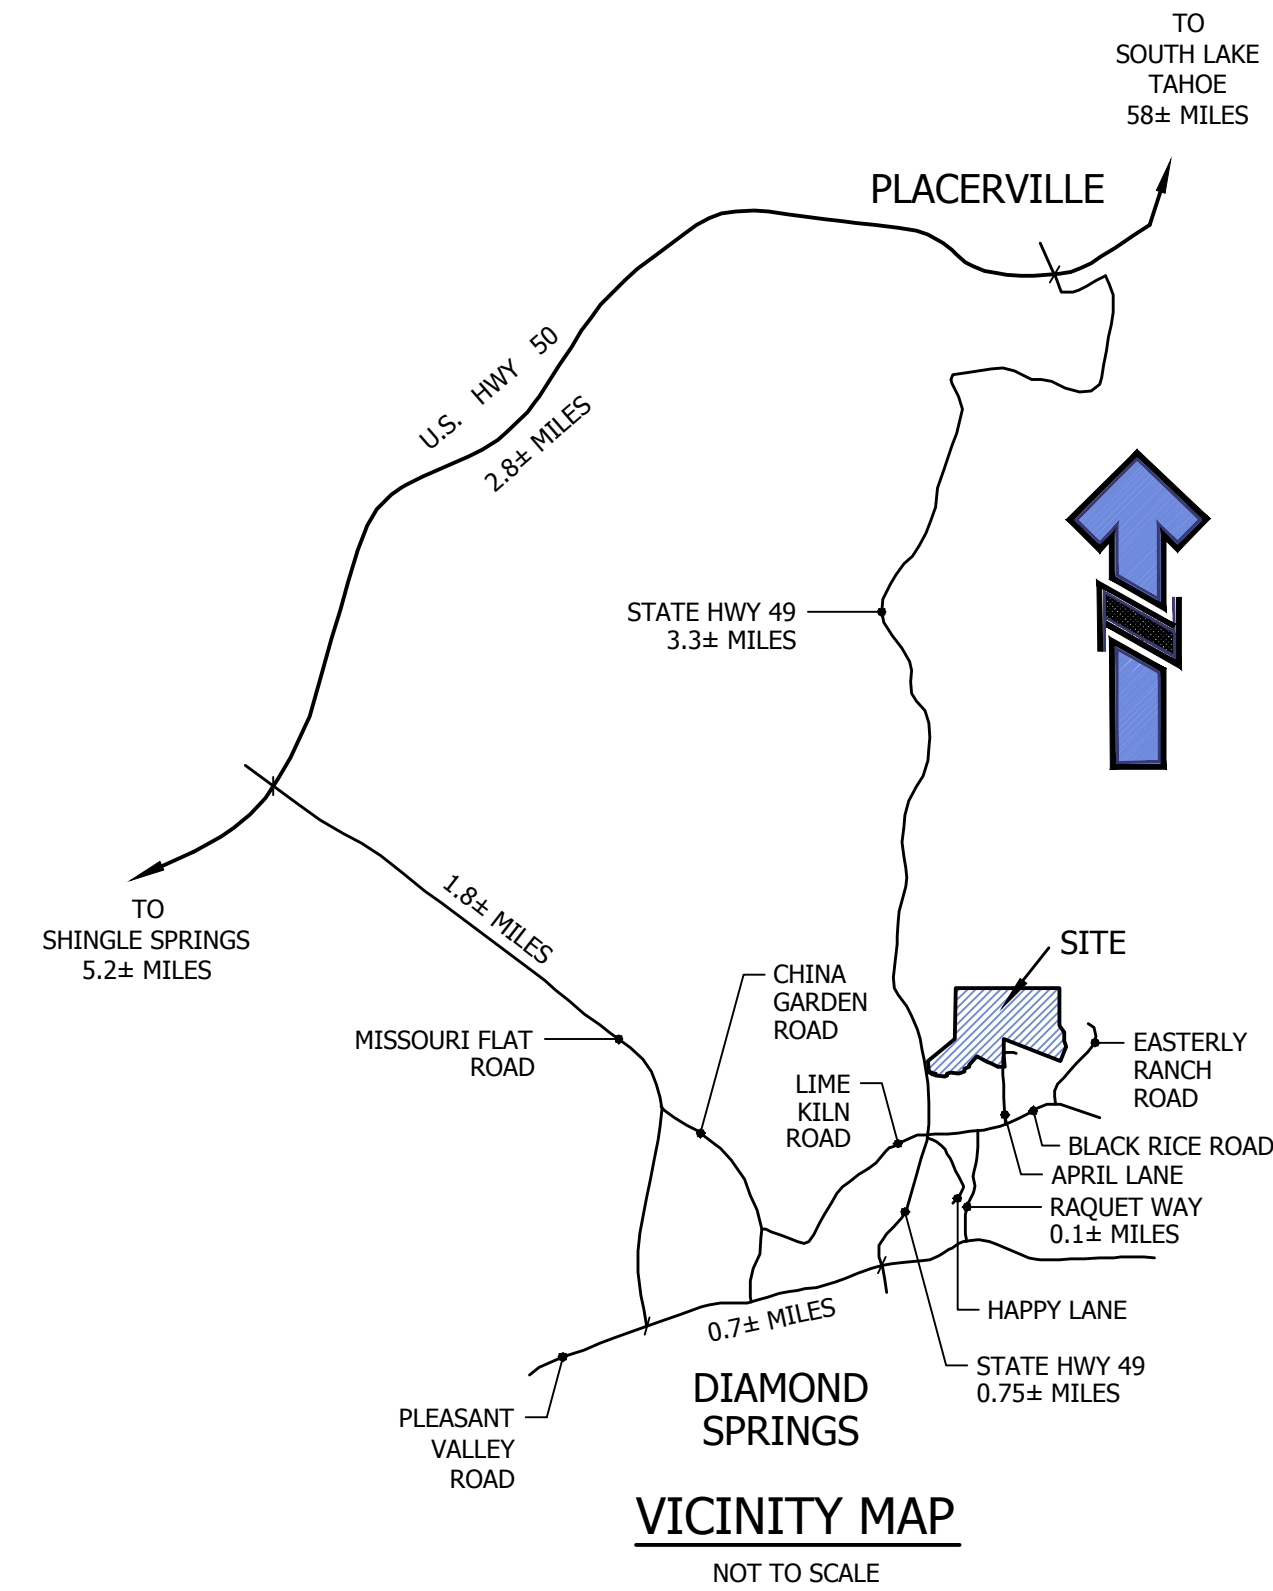 TO
SOUTH LAKE
TAHOE
58± MILES
PLACERVILLE
U.S. HWY 50
2.8± MILES
STATE HWY 49
3.3± MILES
TO
SHINGLE SPRINGS
5.2± MILES
1.8± MILES
SITE
CHINA
GARDEN
ROAD
MISSOURI FLAT
ROAD
EASTERLY
RANCH
ROAD
LIME
KILN
ROAD
BLACK RICE ROAD
APRIL LANE
RAQUET WAY
0.1± MILES
HAPPY LANE
0.7± MILES
STATE HWY 49
0.75± MILES
DIAMOND
SPRINGS
PLEASANT
VALLEY
ROAD
VICINITY MAP
NOT TO SCALE